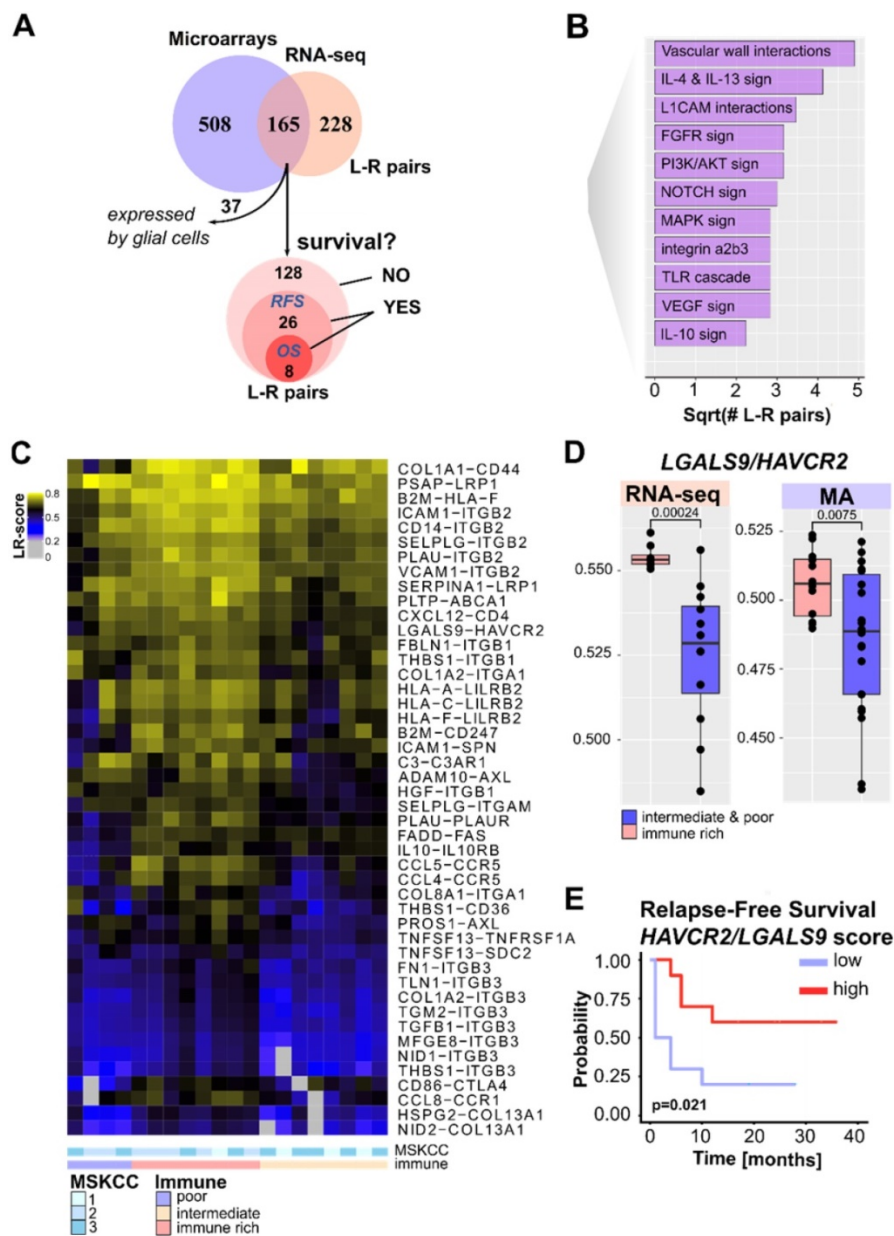 A
Microarrays
RNA-seq
508
165
228
L-R pairs
37
expressed
by glial cells
survival?
128
NO
RFS
26
YES
OS
8
L-R pairs
B
Vascular wall interactions
IL-4 & IL-13 sign
L1CAM interactions
FGFR sign
PI3K/AKT sign
NOTCH sign
MAPK sign
integrin a2b3
TLR cascade
VEGF sign
IL-10 sign
0 1 2 3 4 5
Sqrt(# L-R pairs)
C
LR-score
0.8
0.5
0.2
0
COL1A1-CD44
PSAP-LRP1
B2M-HLA-F
ICAM1-ITGB2
CD14-ITGB2
SELPLG-ITGB2
PLAU-ITGB2
VCAM1-ITGB2
SERPINA1-LRP1
PLTP-ABCA1
CXCL12-CD4
LGALS9-HAVCR2
FBLN1-ITGB1
THBS1-ITGB1
COL1A2-ITGA1
HLA-A-LILRB2
HLA-C-LILRB2
HLA-F-LILRB2
B2M-CD247
ICAM1-SPN
C3-C3AR1
ADAM10-AXL
HGF-ITGB1
SELPLG-ITGAM
PLAU-PLAUR
FADD-FAS
IL10-IL10RB
CCL5-CCR5
CCL4-CCR5
COL8A1-ITGA1
THBS1-CD36
PROS1-AXL
TNFSF13-TNFRSF1A
TNFSF13-SDC2
FN1-ITGB3
TLN1-ITGB3
COL1A2-ITGB3
TGM2-ITGB3
TGFB1-ITGB3
MFGE8-ITGB3
NID1-ITGB3
THBS1-ITGB3
CD86-CTLA4
CCL8-CCR1
HSPG2-COL13A1
NID2-COL13A1
MSKCC
immune
MSKCC
1
2
3
Immune
poor
intermediate
immune rich
D
LGALS9/HAVCR2
RNA-seq
0.00024
0.550
0.525
0.500
MA
0.0075
0.525
0.500
0.475
0.450
intermediate & poor
immune rich
E
Relapse-Free Survival
HAVCR2/LGALS9 score
low
high
1.00
0.75
0.50
0.25
0.00
Probability
p=0.021
0 10 20 30 40
Time [months]